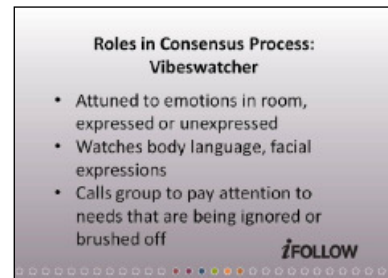 Roles in Consensus Process:
Vibeswatcher
• Attuned to emotions in room,
expressed or unexpressed
• Watches body language, facial
expressions
• Calls group to pay attention to
needs that are being ignored or
brushed off
iFOLLOW